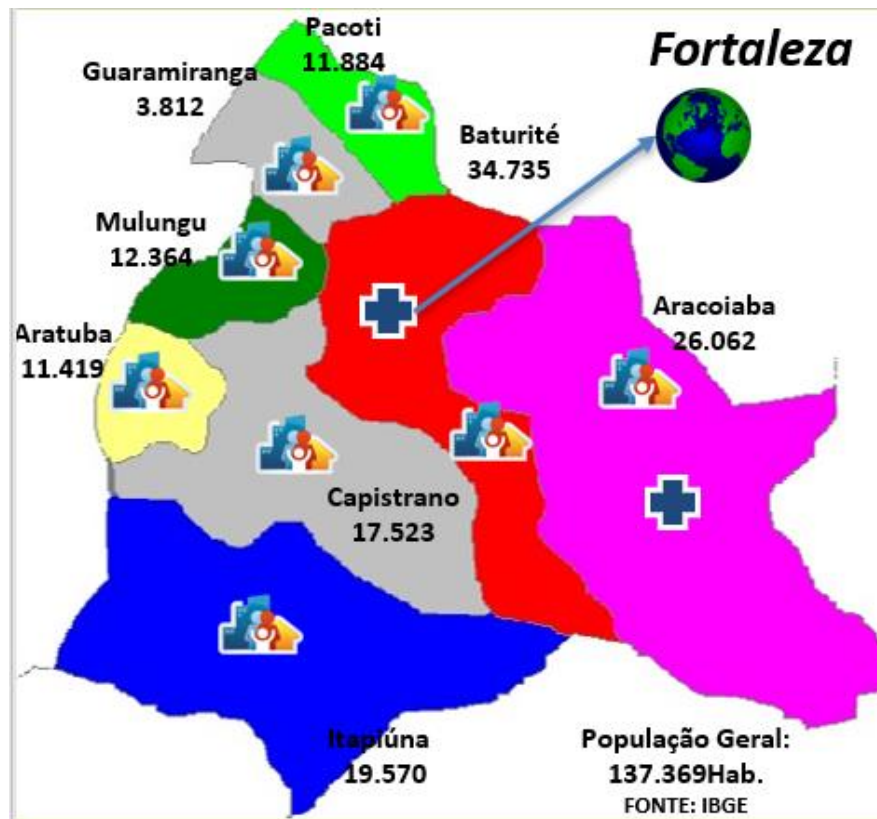 Pacoti
11.884
Fortaleza
Guaramiranga
3.812
Baturité
34.735
Mulungu
12.364
Aracoiaba
26.062
Aratuba
11.419
Capistrano
17.523
Itapiúna
19.570
População Geral:
137.369Hab.
FONTE: IBGE